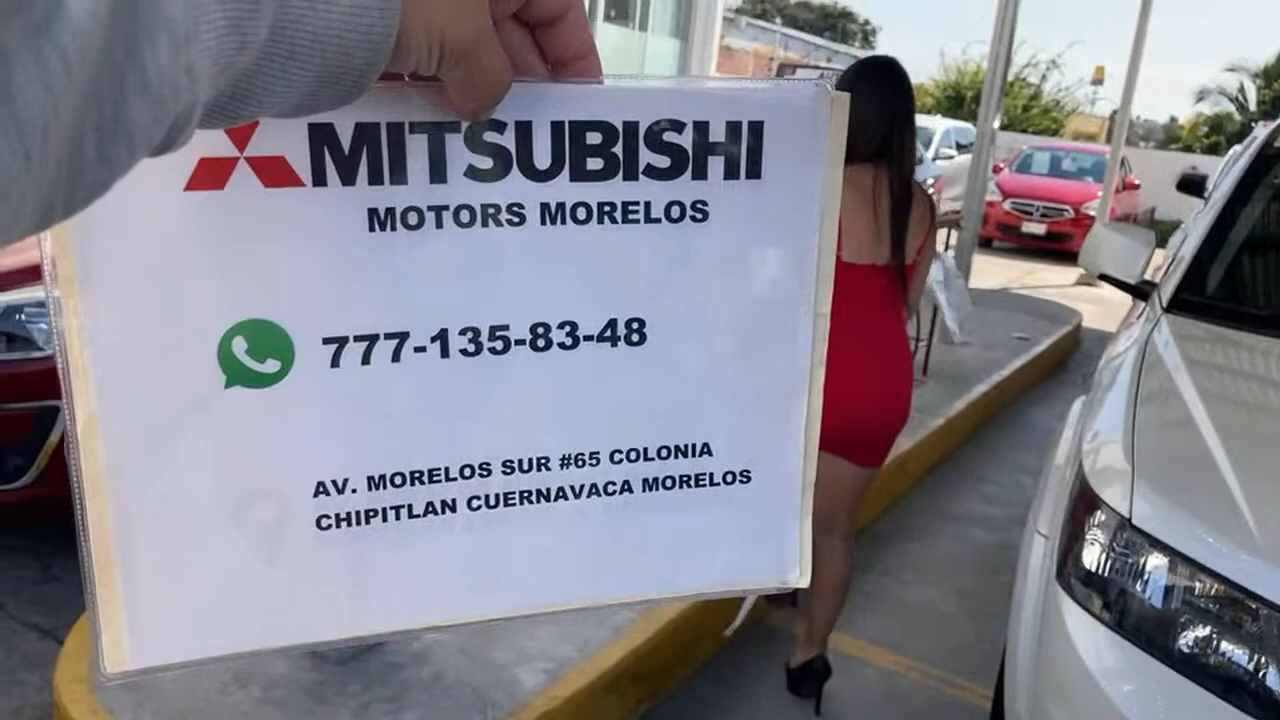 MITSUBISHI
MOTORS MORELOS
777-135-83-48
AV. MORELOS SUR #65 COLONIA
CHIPITLAN CUERNAVACA MORELOS